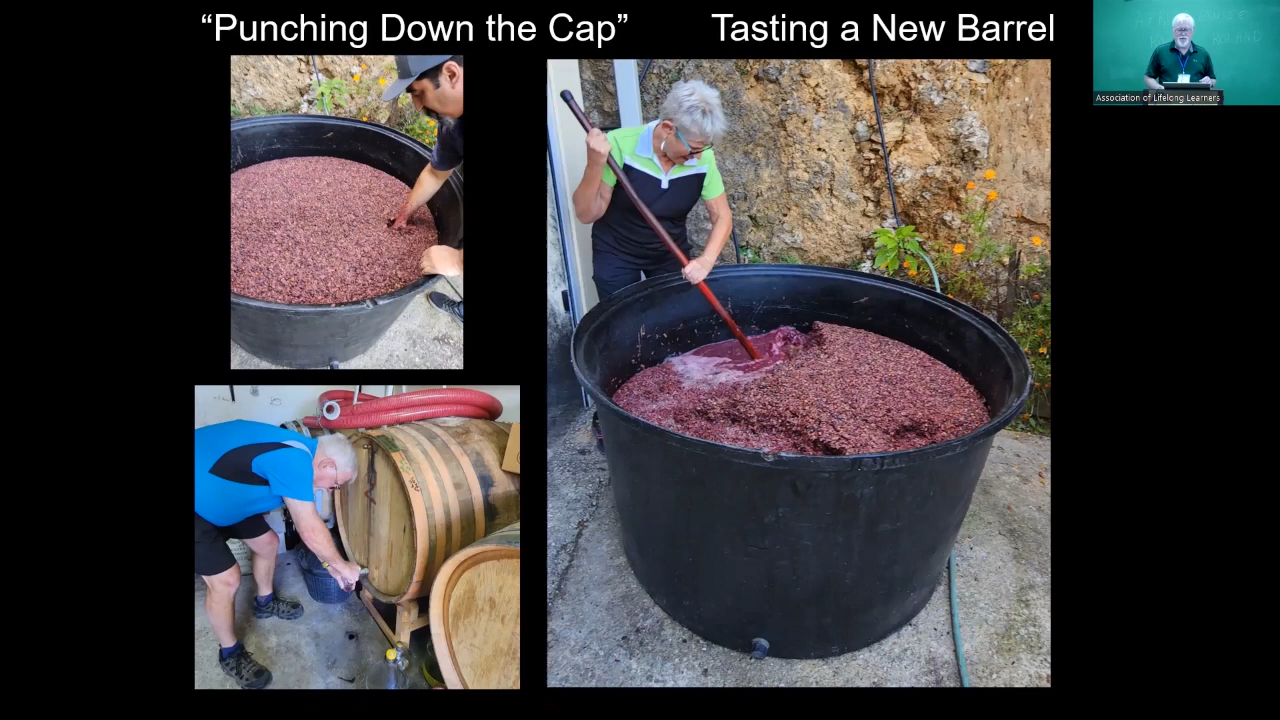 “Punching Down the Cap”
Tasting a New Barrel
Association of Lifelong Learners